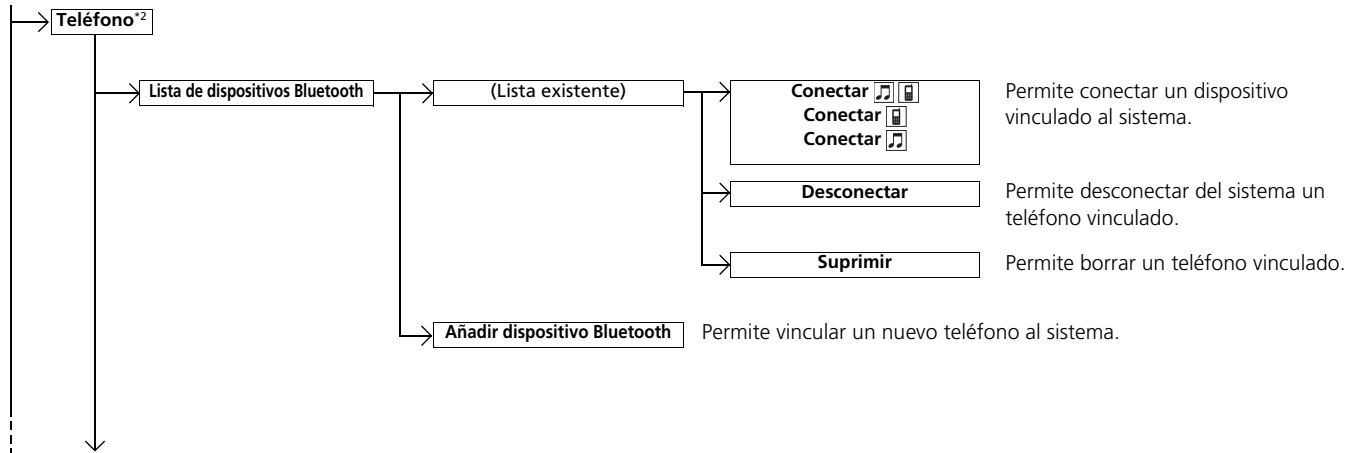 Teléfono*2
Lista de dispositivos Bluetooth
(Lista existente)
Conectar
Conectar
Conectar
Permite conectar un dispositivo
vinculado al sistema.
Desconectar
Permite desconectar del sistema un
teléfono vinculado.
Suprimir
Permite borrar un teléfono vinculado.
Añadir dispositivo Bluetooth
Permite vincular un nuevo teléfono al sistema.